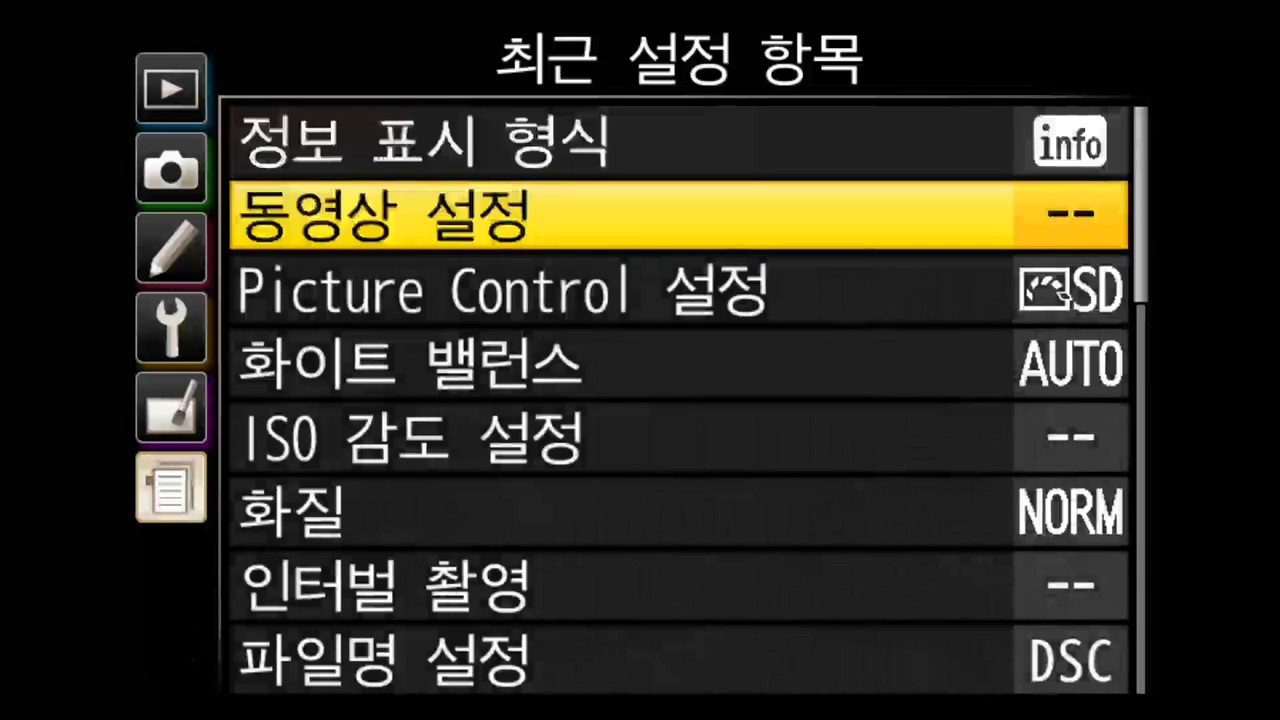 최근 설정 항목
정보 표시 형식 info
동영상 설정 --
Picture Control 설정 SD
화이트 밸런스 AUTO
ISO 감도 설정 --
화질 NORM
인터벌 촬영 --
파일명 설정 DSC